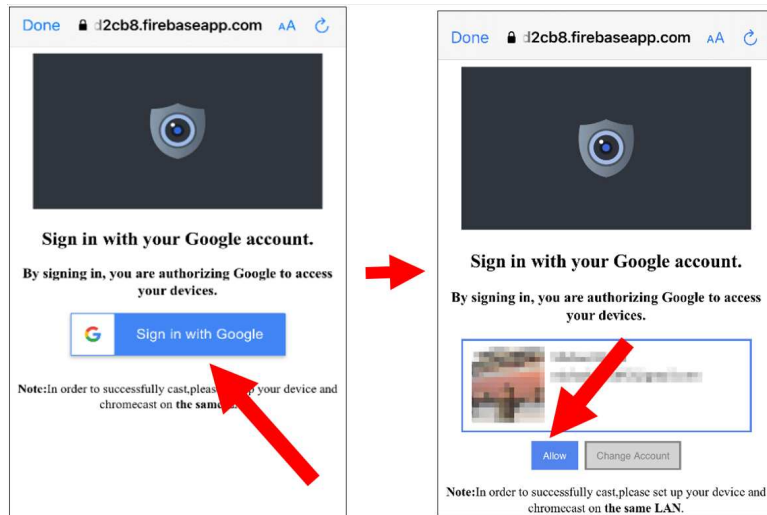 Done d2cb8.firebaseapp.com AA
Sign in with your Google account.
By signing in, you are authorizing Google to access
your devices.
G Sign in with Google
Note:In order to successfully cast,please up your device and
chromecast on the same
Done d2cb8.firebaseapp.com AA
Sign in with your Google account.
By signing in, you are authorizing Google to access
your devices.
Allow Change Account
Note:In order to successfully cast,please set up your device and
chromecast on the same LAN.